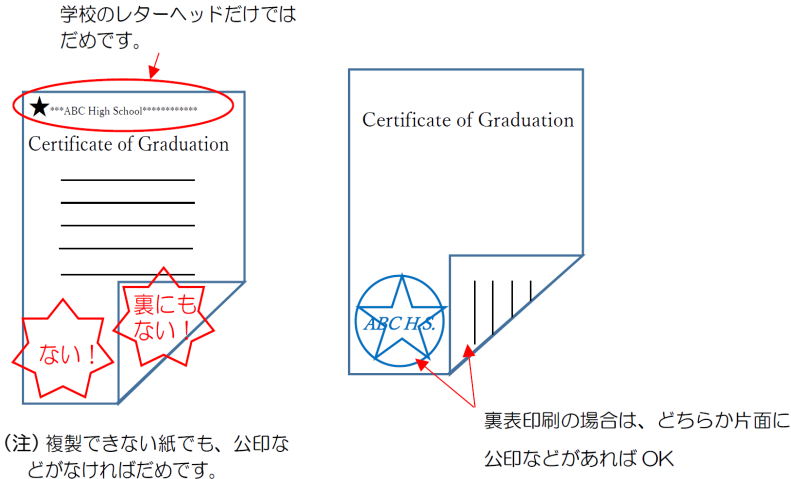 学校のレターヘッドだけでは
だめです。
★***ABC High School************
Certificate of Graduation
ない！
裏にも
ない！
(注) 複製できない紙でも、公印な
どがなければだめです。
Certificate of Graduation
ABC H.S.
裏表印刷の場合は、どちらか片面に
公印などがあれば OK